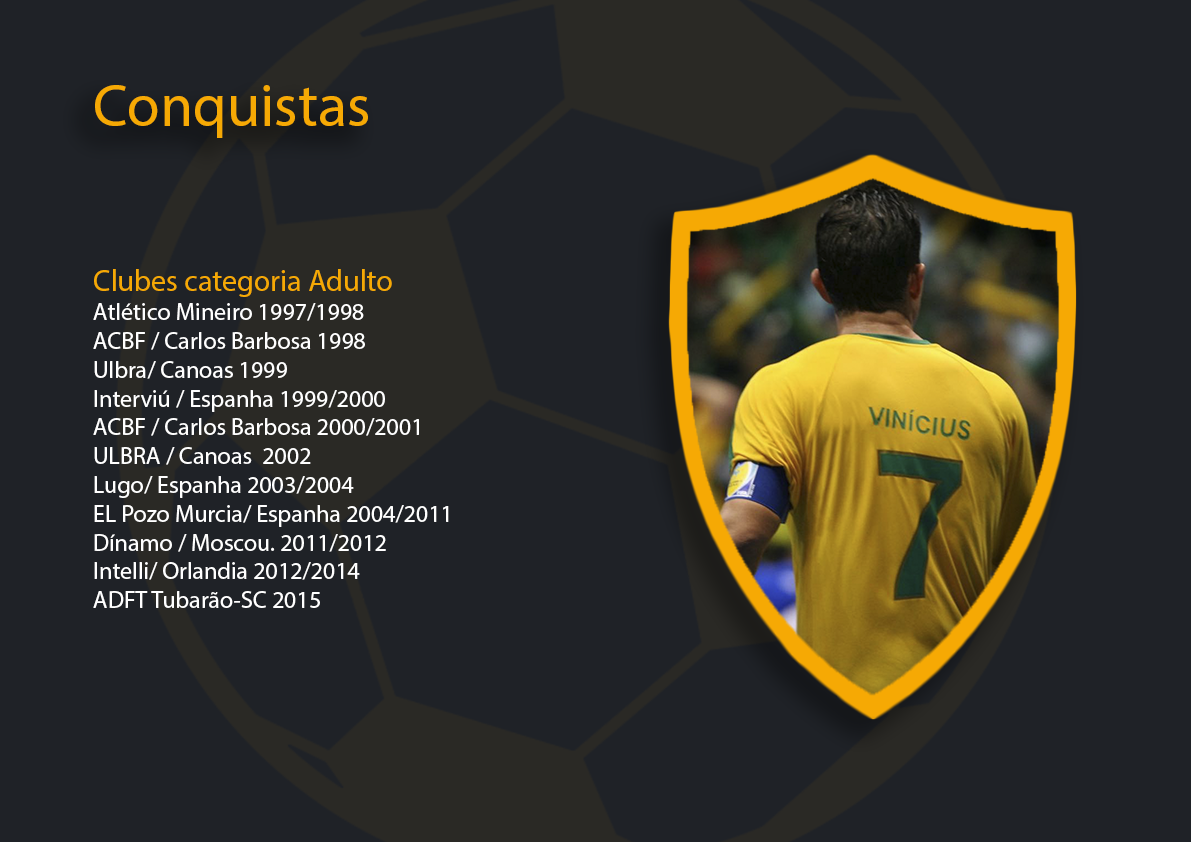 Conquistas
Clubes categoria Adulto
Atlético Mineiro 1997/1998
ACBF / Carlos Barbosa 1998
Ulbra/ Canoas 1999
Interviú / Espanha 1999/2000
ACBF / Carlos Barbosa 2000/2001
ULBRA / Canoas  2002
Lugo/ Espanha 2003/2004
EL Pozo Murcia/ Espanha 2004/2011
Dínamo / Moscou. 2011/2012
Intelli/ Orlandia 2012/2014
ADFT Tubarão-SC 2015
VINÍCIUS
7